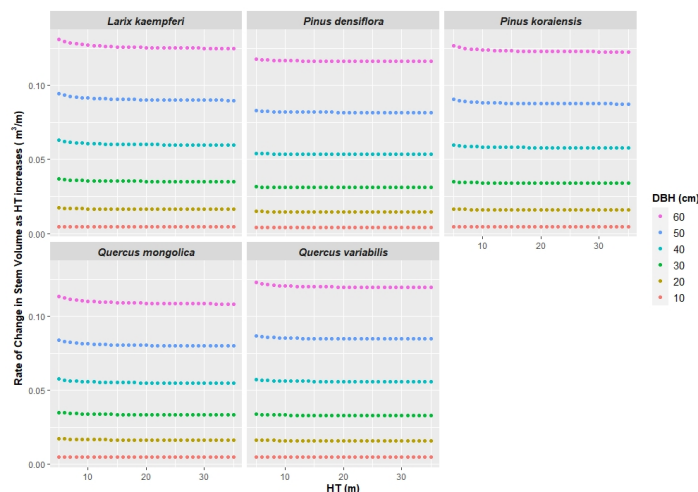 Larix kaempferi
Pinus densiflora
Pinus koraiensis
0.10
0.05
0.00
10
20
30
Quercus mongolica
Quercus variabilis
0.10
0.05
0.00
10
20
30
10
20
30
HT (m)
Rate of Change in Stem Volume as HT Increases ( m³/m)
DBH (cm)
60
50
40
30
20
10